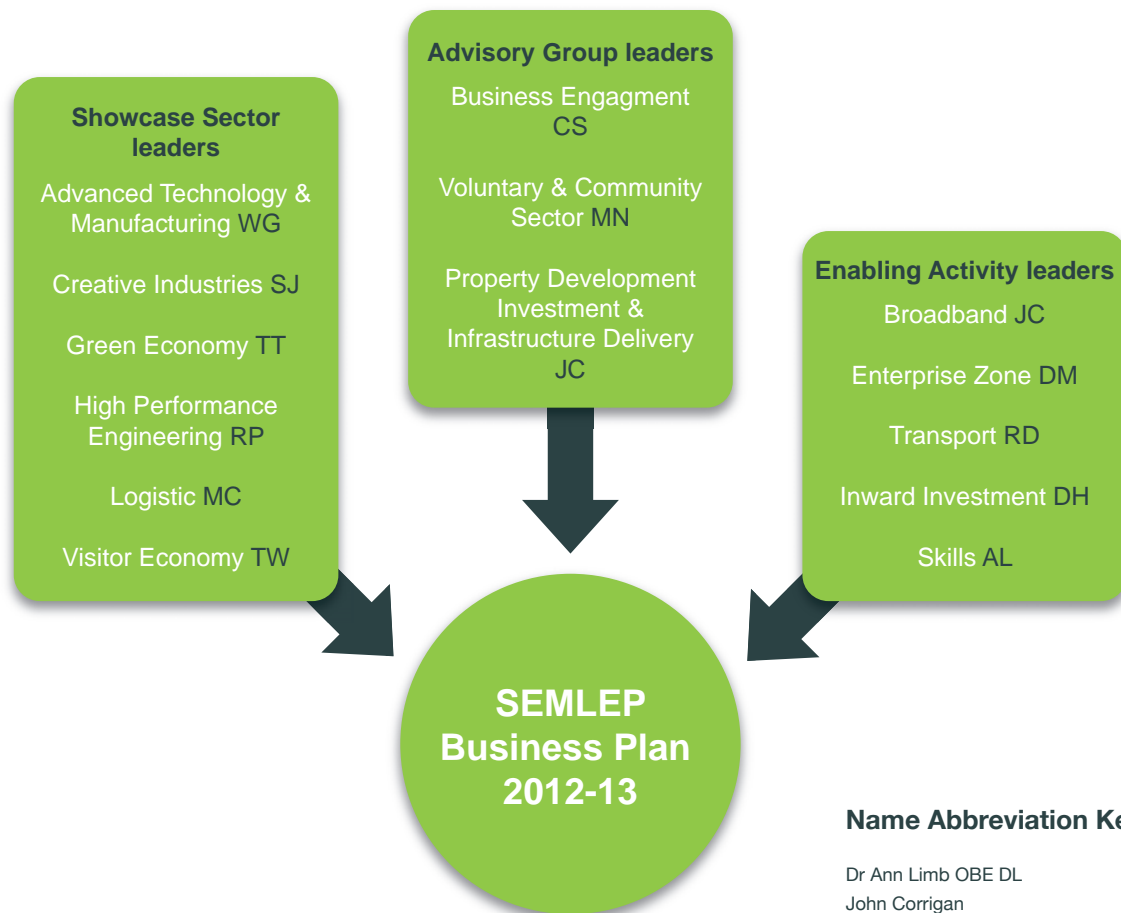 Showcase Sector
leaders
Advanced Technology &
Manufacturing WG
Creative Industries SJ
Green Economy TT
High Performance
Engineering RP
Logistic MC
Visitor Economy TW
Advisory Group leaders
Business Engagment
CS
Voluntary & Community
Sector MN
Property Development
Investment &
Infrastructure Delivery
JC
Enabling Activity leaders
Broadband JC
Enterprise Zone DM
Transport RD
Inward Investment DH
Skills AL
SEMLEP
Business Plan
2012-13
Name Abbreviation Ke
Dr Ann Limb OBE DL
John Corrigan